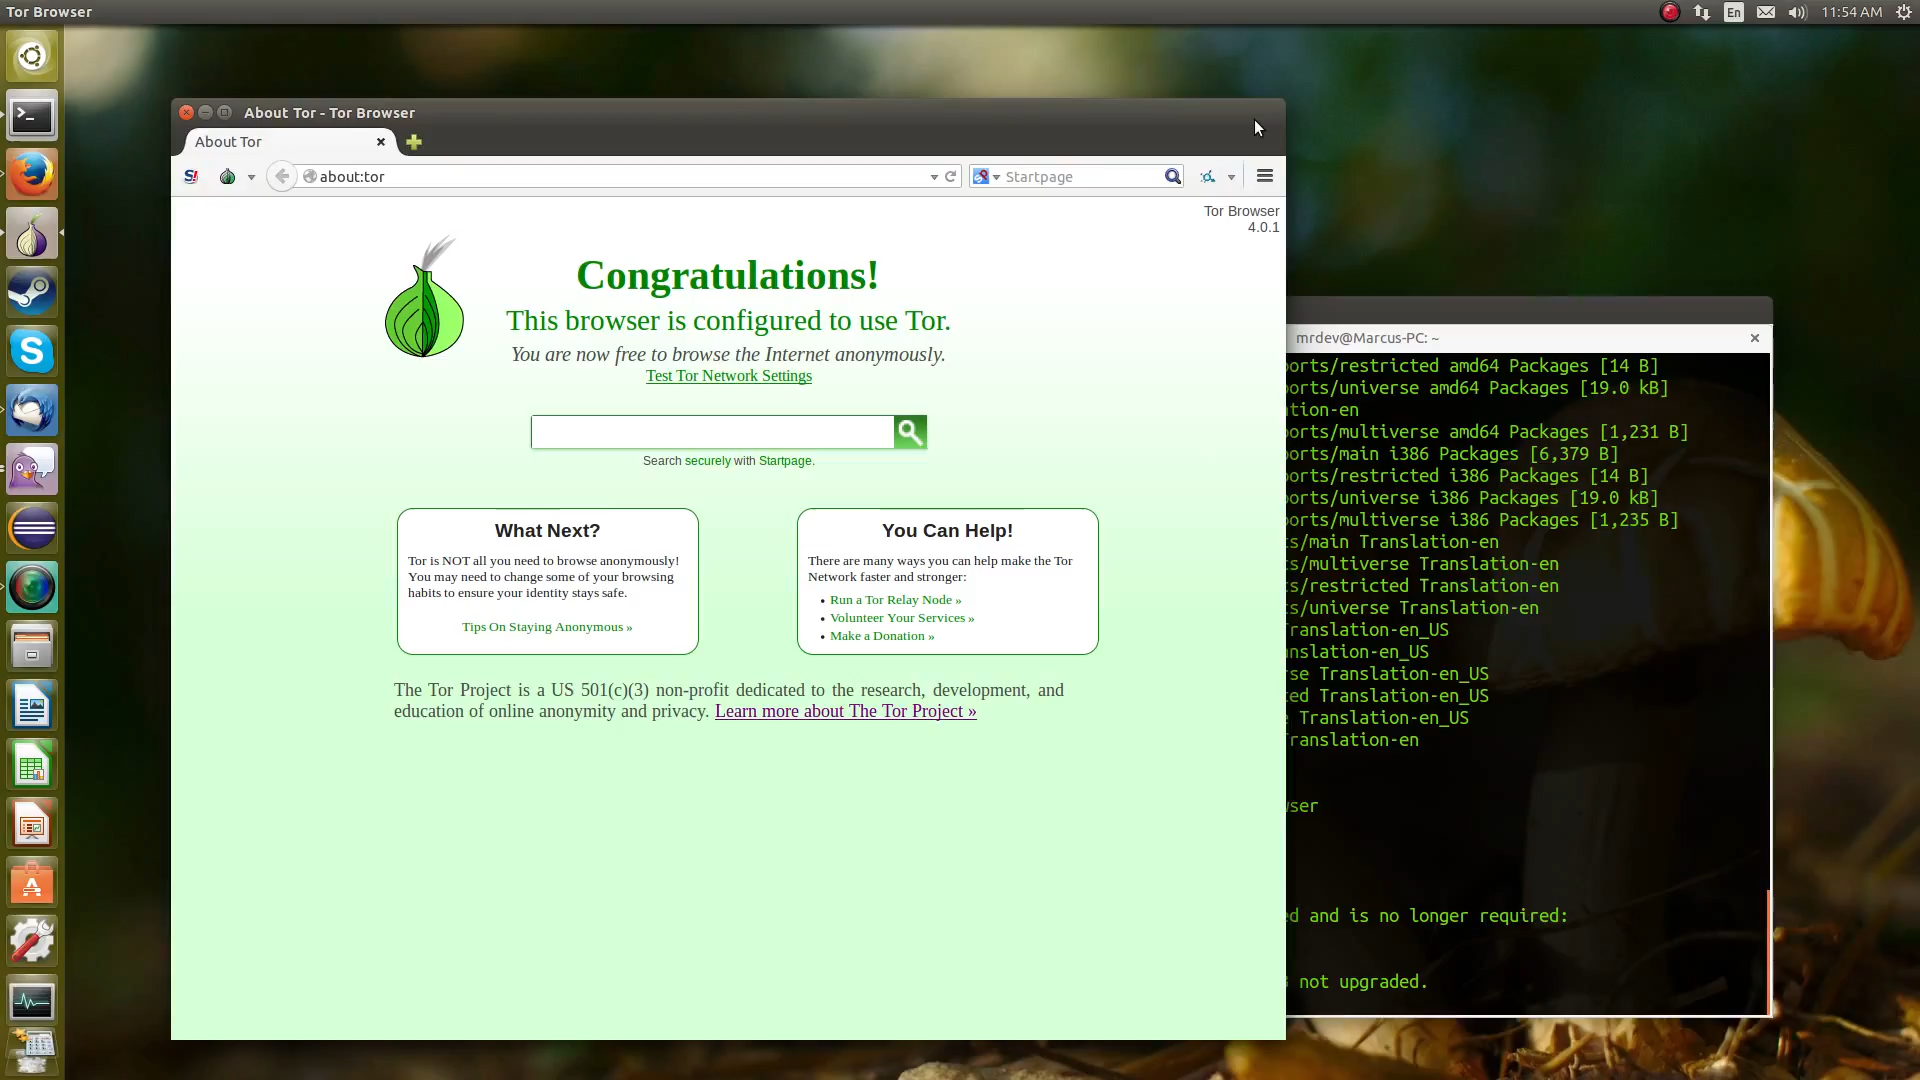 Tor Browser
En
11:54 AM
About Tor - Tor Browser
About Tor
about:tor
Startpage
Tor Browser
4.0.1
Congratulations!
This browser is configured to use Tor.
You are now free to browse the Internet anonymously.
Test Tor Network Settings
Search securely with Startpage.
What Next?
Tor is NOT all you need to browse anonymously!
You may need to change some of your browsing
habits to ensure your identity stays safe.
Tips On Staying Anonymous »
You Can Help!
There are many ways you can help make the Tor
Network faster and stronger:
• Run a Tor Relay Node »
• Volunteer Your Services »
• Make a Donation »
The Tor Project is a US 501(c)(3) non-profit dedicated to the research, development, and
education of online anonymity and privacy. Learn more about The Tor Project »
mrdev@Marcus-PC: ~
orts/restricted amd64 Packages [14 B]
orts/universe amd64 Packages [19.0 kB]
tion-en
orts/multiverse amd64 Packages [1,231 B]
orts/main i386 Packages [6,379 B]
orts/restricted i386 Packages [14 B]
orts/universe i386 Packages [19.0 kB]
orts/multiverse i386 Packages [1,235 B]
s/main Translation-en
s/multiverse Translation-en
s/restricted Translation-en
s/universe Translation-en
ranslation-en_US
nslation-en_US
se Translation-en_US
ed Translation-en_US
Translation-en_US
ranslation-en
ser
d and is no longer required:
not upgraded.